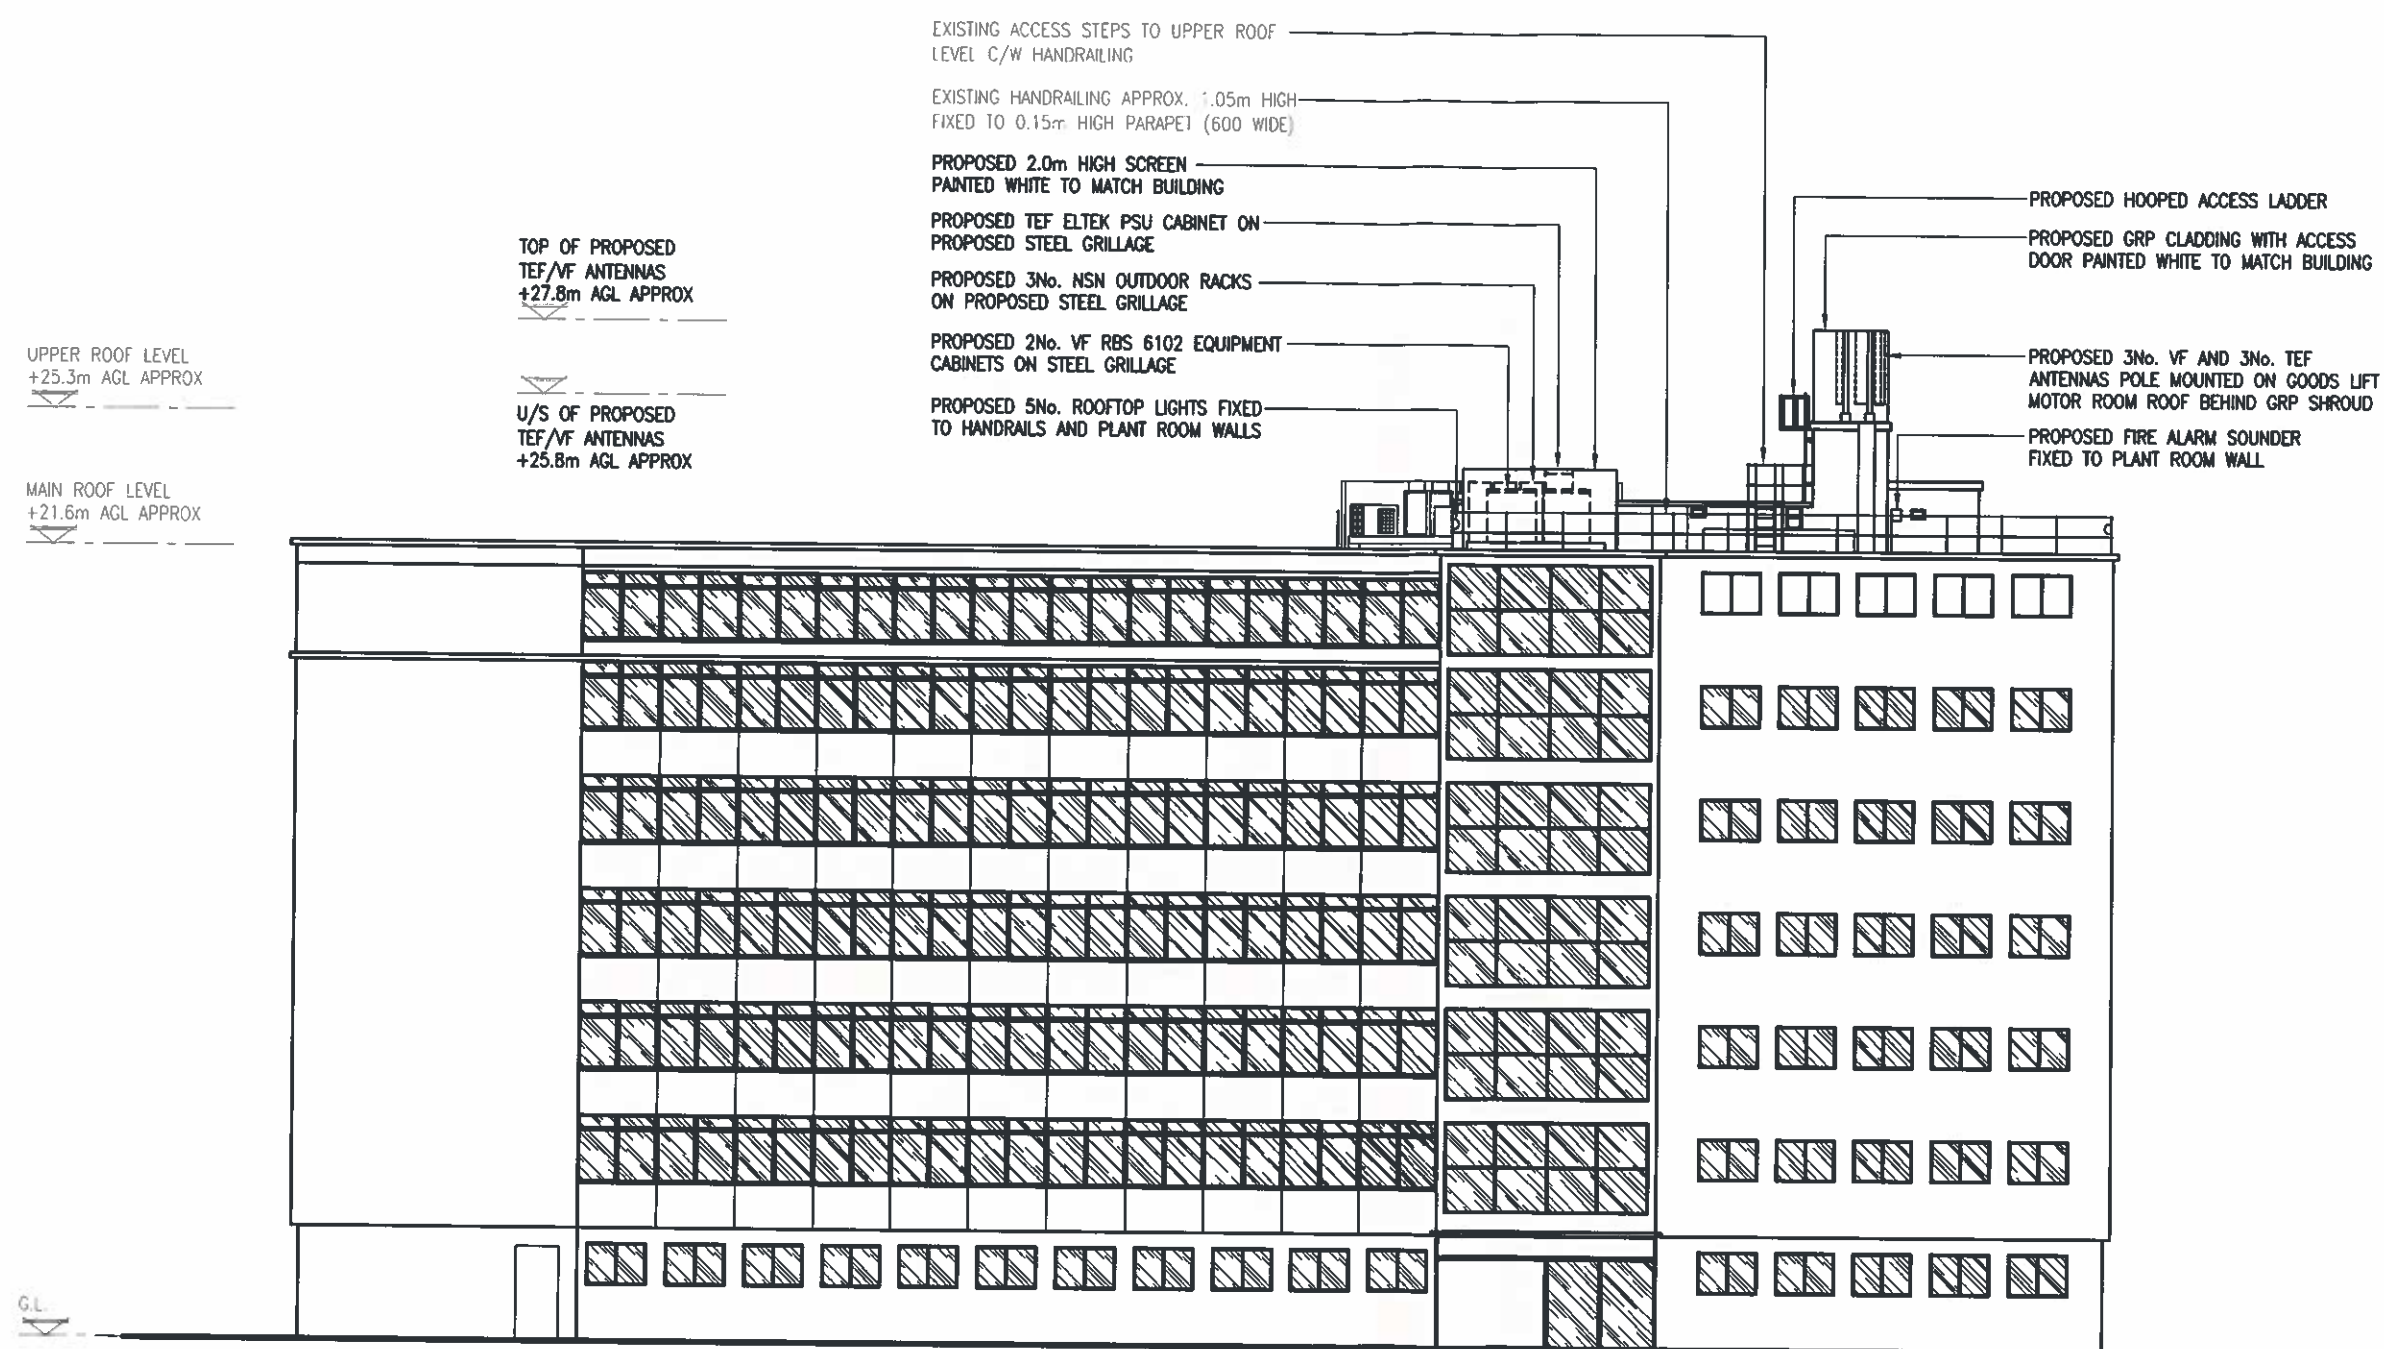 EXISTING ACCESS STEPS TO UPPER ROOF
LEVEL C/W HANDRAILING
EXISTING HANDRAILING APPROX. 1.05m HIGH
FIXED TO 0.15m HIGH PARAPET (600 WIDE)
PROPOSED 2.0m HIGH SCREEN
PAINTED WHITE TO MATCH BUILDING
PROPOSED TEF ELTEK PSU CABINET ON
PROPOSED STEEL GRILLAGE
PROPOSED 3No. NSN OUTDOOR RACKS
ON PROPOSED STEEL GRILLAGE
PROPOSED 2No. VF RBS 6102 EQUIPMENT
CABINETS ON STEEL GRILLAGE
PROPOSED 5No. ROOFTOP LIGHTS FIXED
TO HANDRAILS AND PLANT ROOM WALLS
PROPOSED HOOPED ACCESS LADDER
PROPOSED GRP CLADDING WITH ACCESS
DOOR PAINTED WHITE TO MATCH BUILDING
PROPOSED 3No. VF AND 3No. TEF
ANTENNAS POLE MOUNTED ON GOODS LIFT
MOTOR ROOM ROOF BEHIND GRP SHROUD
PROPOSED FIRE ALARM SOUNDER
FIXED TO PLANT ROOM WALL
TOP OF PROPOSED
TEF/VF ANTENNAS
+27.8m AGL APPROX
U/S OF PROPOSED
TEF/VF ANTENNAS
+25.8m AGL APPROX
UPPER ROOF LEVEL
+25.3m AGL APPROX
MAIN ROOF LEVEL
+21.6m AGL APPROX
G.L.